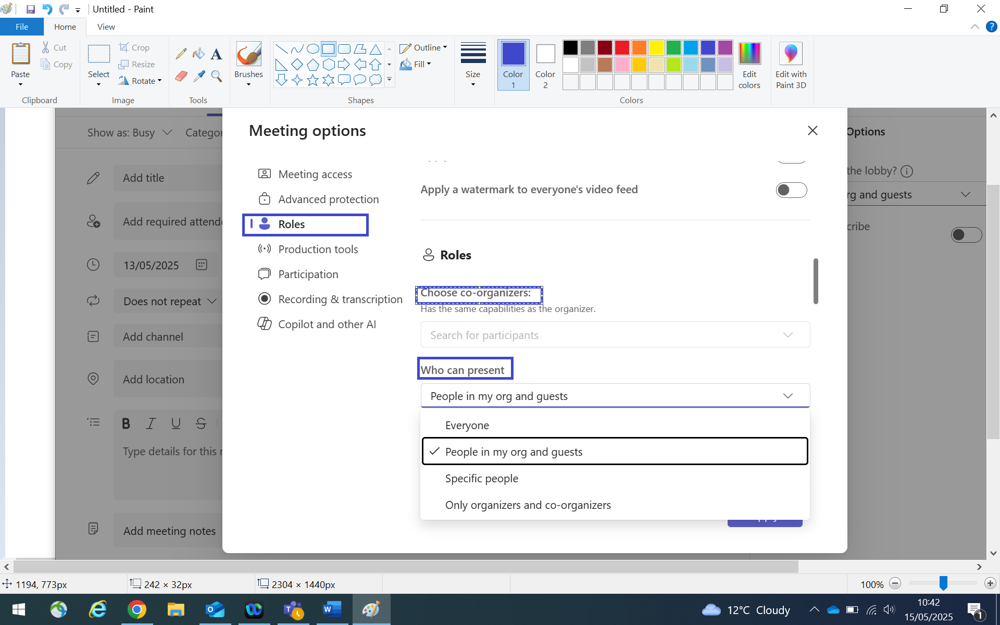 Untitled - Paint
File
Home
View
Paste
Cut
Copy
Clipboard
Select
Crop
Resize
Rotate
Image
Tools
Brushes
Shapes
Outline
Fill
Size
Color 1
Color 2
Colors
Edit colors
Edit with Paint 3D
Show as: Busy
Categor
Add title
Add required attend
13/05/2025
Does not repeat
Add channel
Add location
B I U S
Type details for this
Add meeting notes
Meeting options
Meeting access
Advanced protection
Roles
Production tools
Participation
Recording & transcription
Copilot and other AI
Apply a watermark to everyone's video feed
Roles
Choose co-organizers:
Has the same capabilities as the organizer.
Search for participants
Who can present
People in my org and guests
Everyone
People in my org and guests
Specific people
Only organizers and co-organizers
Options
the lobby?
rg and guests
cribe
1194, 773px
242 × 32px
2304 × 1440px
100%
12°C Cloudy
10:42
15/05/2025
1